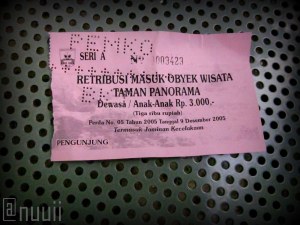 PEMKO
SERI A No 003423
RETRIBUSI MASUK OBYEK WISATA
TAMAN PANORAMA
Dewasa / Anak-Anak Rp. 3.000,-
(Tiga ribu rupiah)
Perda No. 05 Tahun 2005 Tanggal 9 Desember 2005
Termasuk Jaminan Kecelakaan
PENGUNJUNG
@nuuii